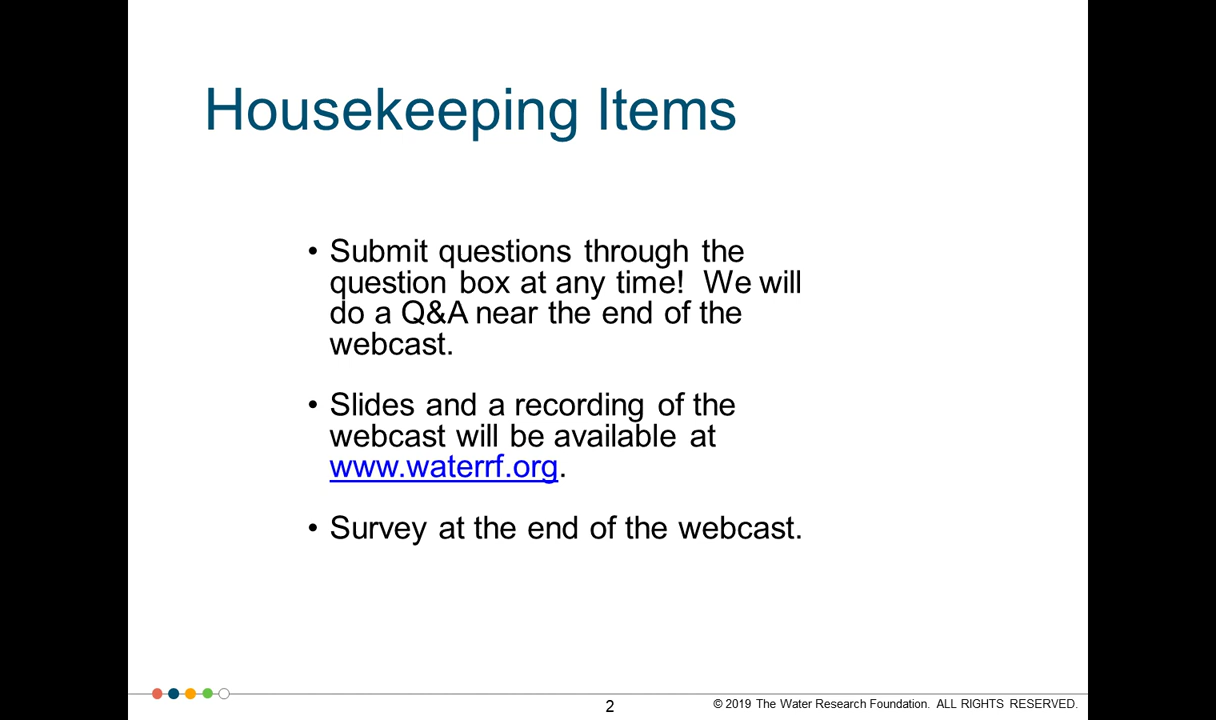 Housekeeping Items
• Submit questions through the
question box at any time!  We will
do a Q&A near the end of the
webcast.
• Slides and a recording of the
webcast will be available at
www.waterrf.org.
• Survey at the end of the webcast.
2
© 2019 The Water Research Foundation. ALL RIGHTS RESERVED.